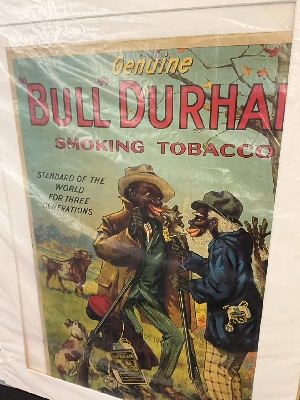 Genuine
"BULL" DURHA
SMOKING TOBACCO
STANDARD OF THE
WORLD
FOR THREE
GENERATIONS